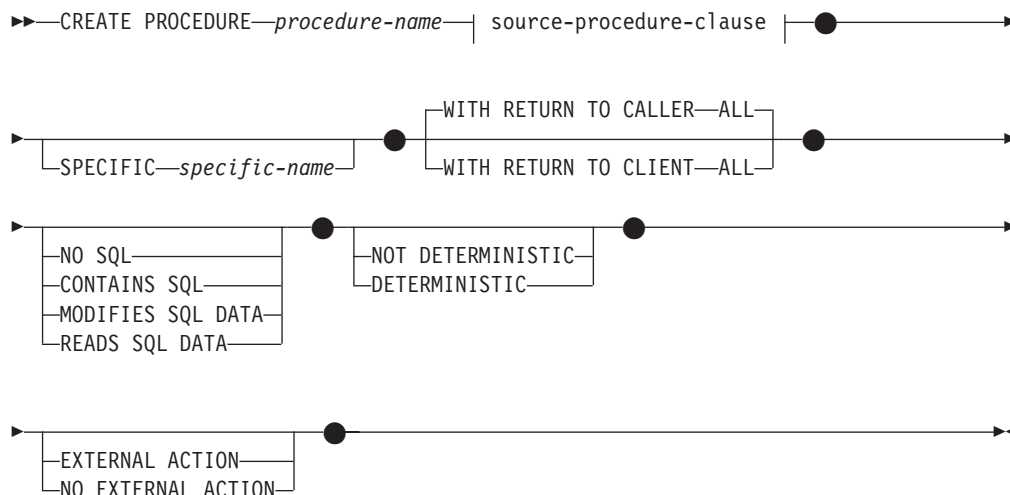 CREATE PROCEDURE procedure-name source-procedure-clause
WITH RETURN TO CALLER ALL
SPECIFIC specific-name
WITH RETURN TO CLIENT ALL
NO SQL
CONTAINS SQL
MODIFIES SQL DATA
READS SQL DATA
NOT DETERMINISTIC
DETERMINISTIC
EXTERNAL ACTION
NO EXTERNAL ACTION